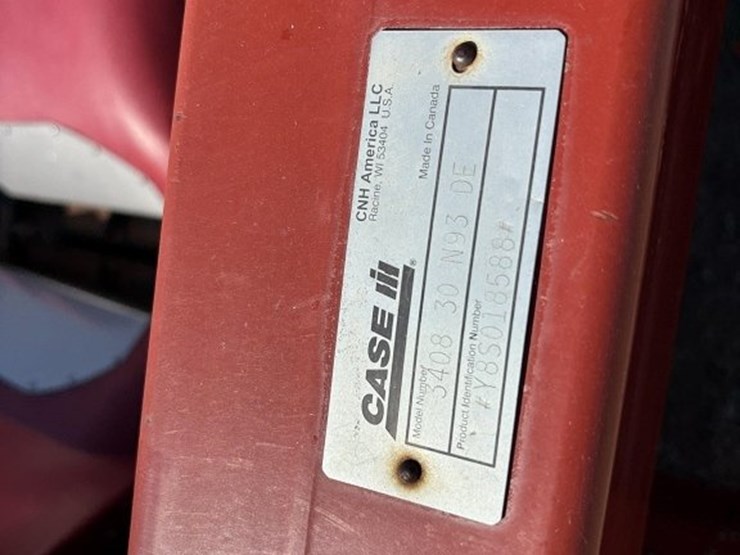 CNH America LLC
Racine, WI 53404 U.S.A.
CASE III ®
Model Number
Made In Canada
3408 30 N93 DE
Product Identification Number
*Y8S018588*